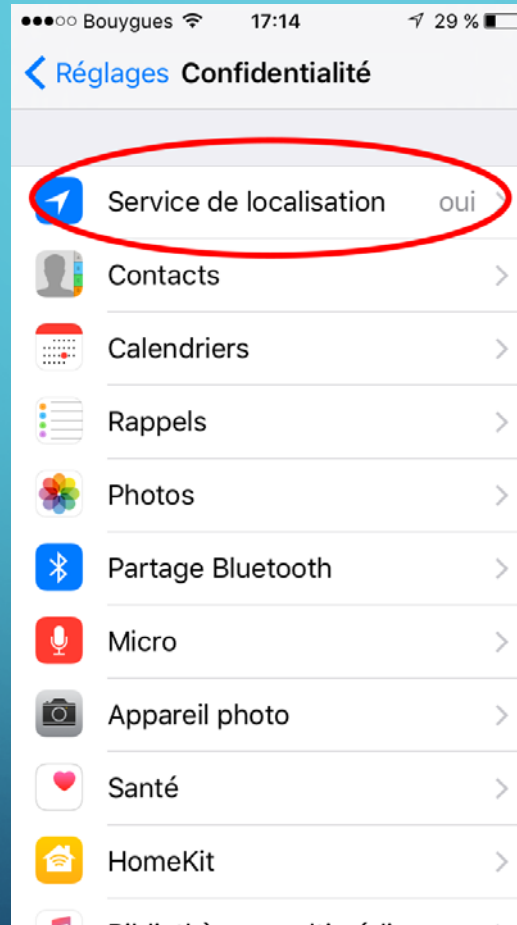 Bouygues 17:14 29 %
Réglages Confidentialité
Service de localisation oui
Contacts
Calendriers
Rappels
Photos
Partage Bluetooth
Micro
Appareil photo
Santé
HomeKit